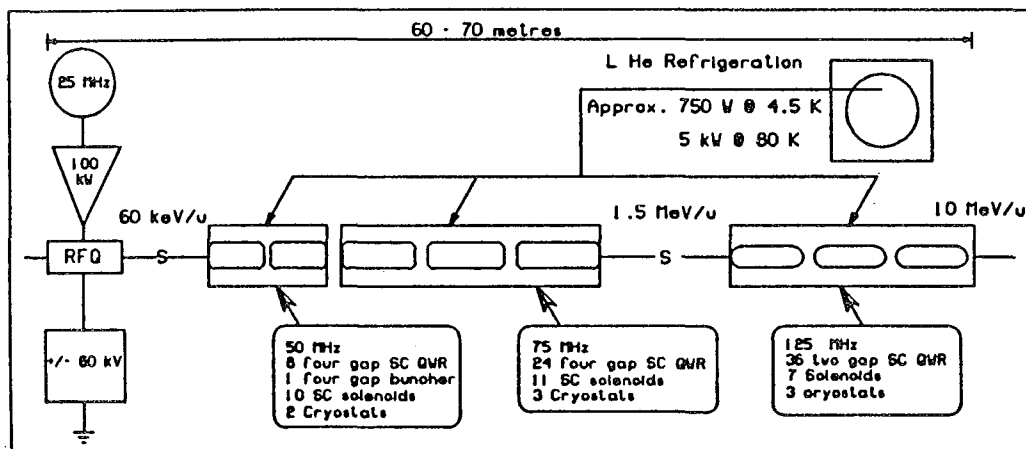 60 - 70 metres
25 MHz
L He Refrigeration
Approx. 750 W @ 4.5 K
5 kW @ 80 K
100
kW
60 keV/u
1.5 MeV/u
10 MeV/u
RFQ
S
S
+/- 60 kV
50 MHz
8 four gap SC QWR
1 four gap buncher
10 SC solenoids
2 Cryostats
75 MHz
24 four gap SC QWR
11 SC solenoids
3 Cryostats
125 MHz
36 two gap SC QWR
7 Solenoids
3 cryostats